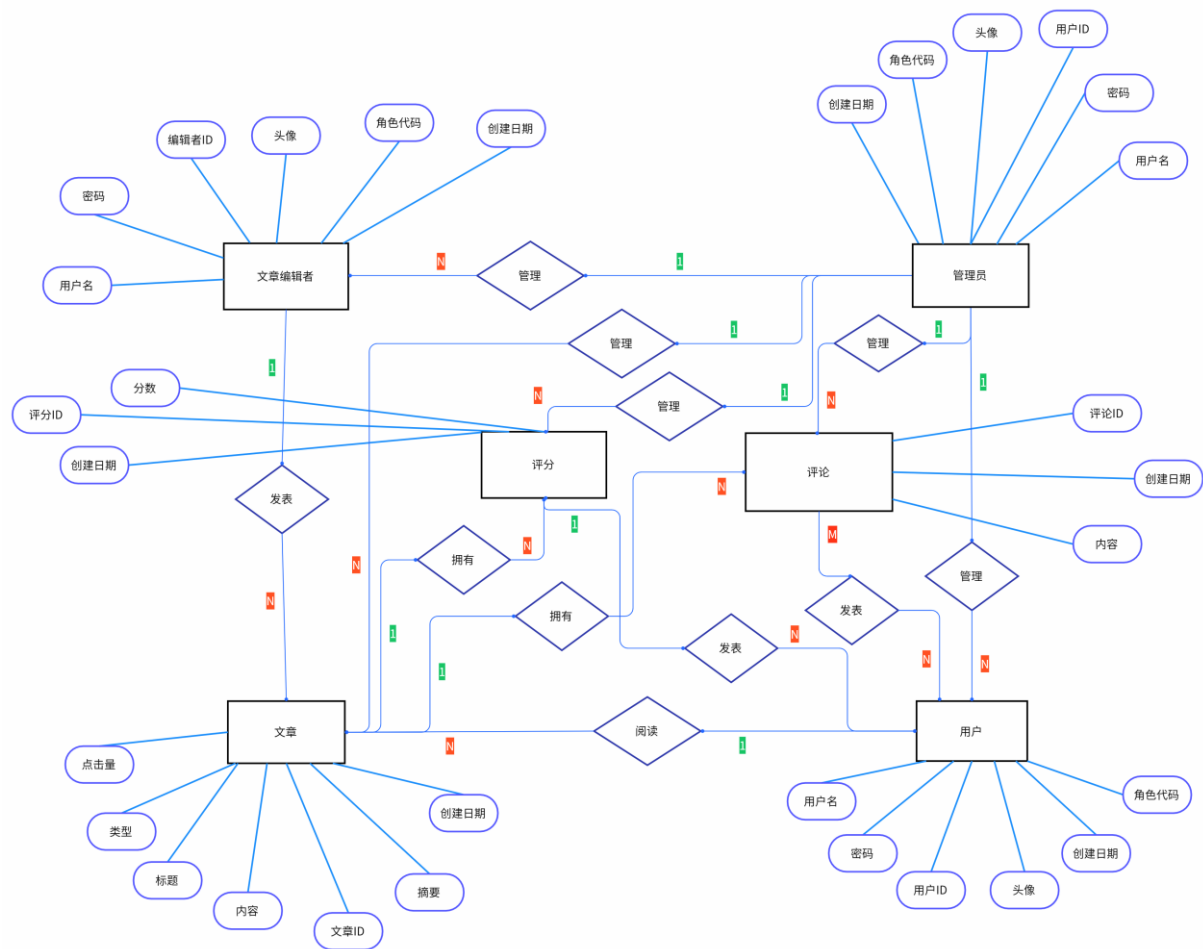 用户ID
头像
角色代码
密码
创建日期
角色代码
创建日期
头像
编辑者ID
用户名
密码
文章编辑者
管理
管理员
N
1
用户名
管理
1
管理
1
1
1
分数
N
管理
1
N
评分ID
评论ID
创建日期
评分
评论
创建日期
N
发表
1
M
内容
N
拥有
N
管理
N
拥有
发表
1
发表
N
1
N
N
文章
阅读
用户
N
1
点击量
用户名
角色代码
创建日期
类型
密码
创建日期
标题
摘要
用户ID
头像
内容
文章ID